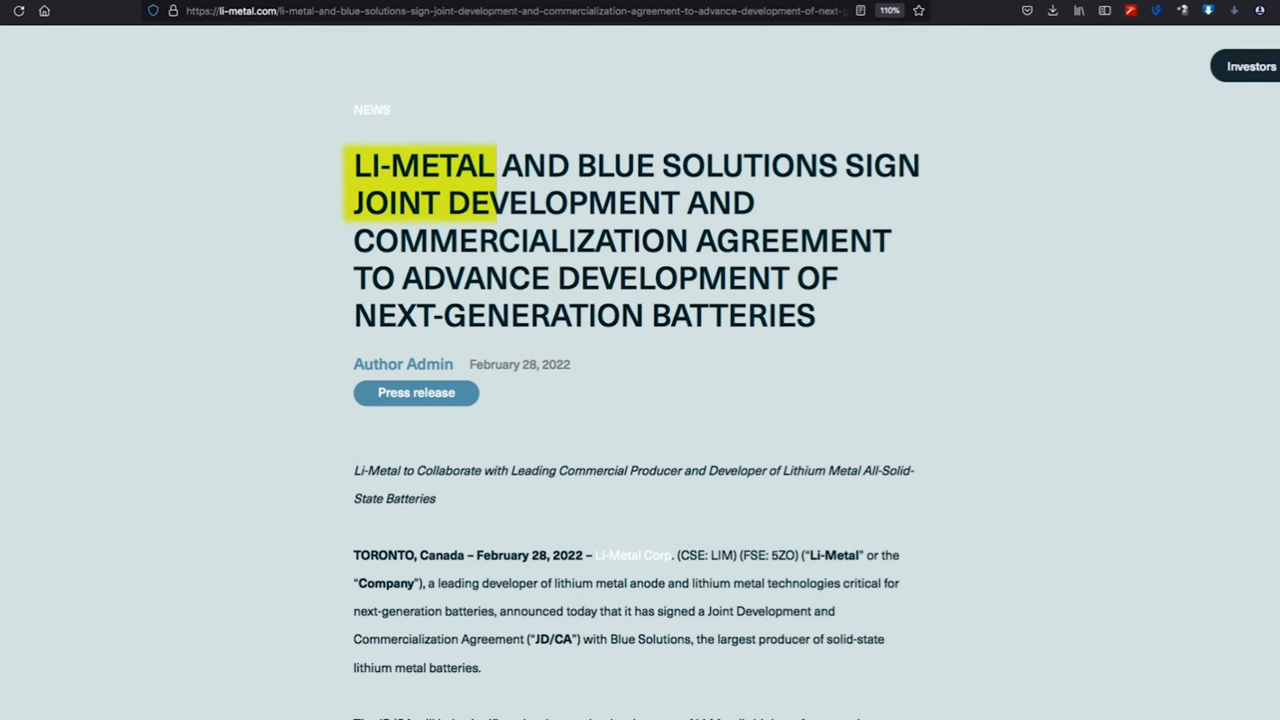 https://li-metal.com/li-metal-and-blue-solutions-sign-joint-development-and-commercialization-agreement-to-advance-development-of-next-g
110%
Investors
NEWS
LI-METAL AND BLUE SOLUTIONS SIGN
JOINT DEVELOPMENT AND
COMMERCIALIZATION AGREEMENT
TO ADVANCE DEVELOPMENT OF
NEXT-GENERATION BATTERIES
Author Admin February 28, 2022
Press release
Li-Metal to Collaborate with Leading Commercial Producer and Developer of Lithium Metal All-Solid-
State Batteries
TORONTO, Canada – February 28, 2022 – Li-Metal Corp. (CSE: LIM) (FSE: 5ZO) (“Li-Metal” or the
“Company”), a leading developer of lithium metal anode and lithium metal technologies critical for
next-generation batteries, announced today that it has signed a Joint Development and
Commercialization Agreement (“JD/CA”) with Blue Solutions, the largest producer of solid-state
lithium metal batteries.